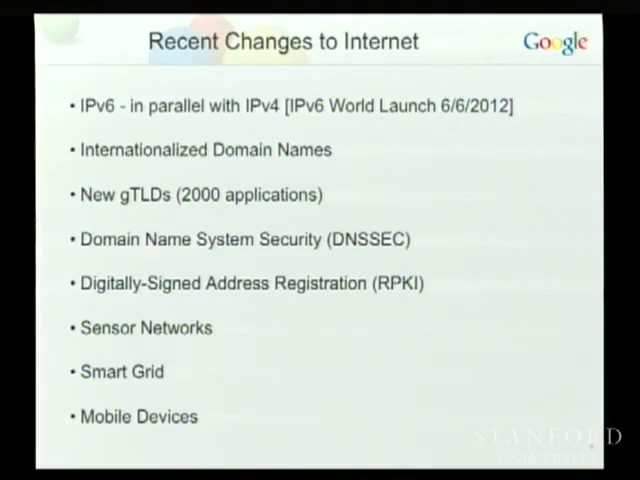 Recent Changes to Internet
Google
• IPv6 - in parallel with IPv4 [IPv6 World Launch 6/6/2012]
• Internationalized Domain Names
• New gTLDs (2000 applications)
• Domain Name System Security (DNSSEC)
• Digitally-Signed Address Registration (RPKI)
• Sensor Networks
• Smart Grid
• Mobile Devices
STANFORD
UNIVERSITY